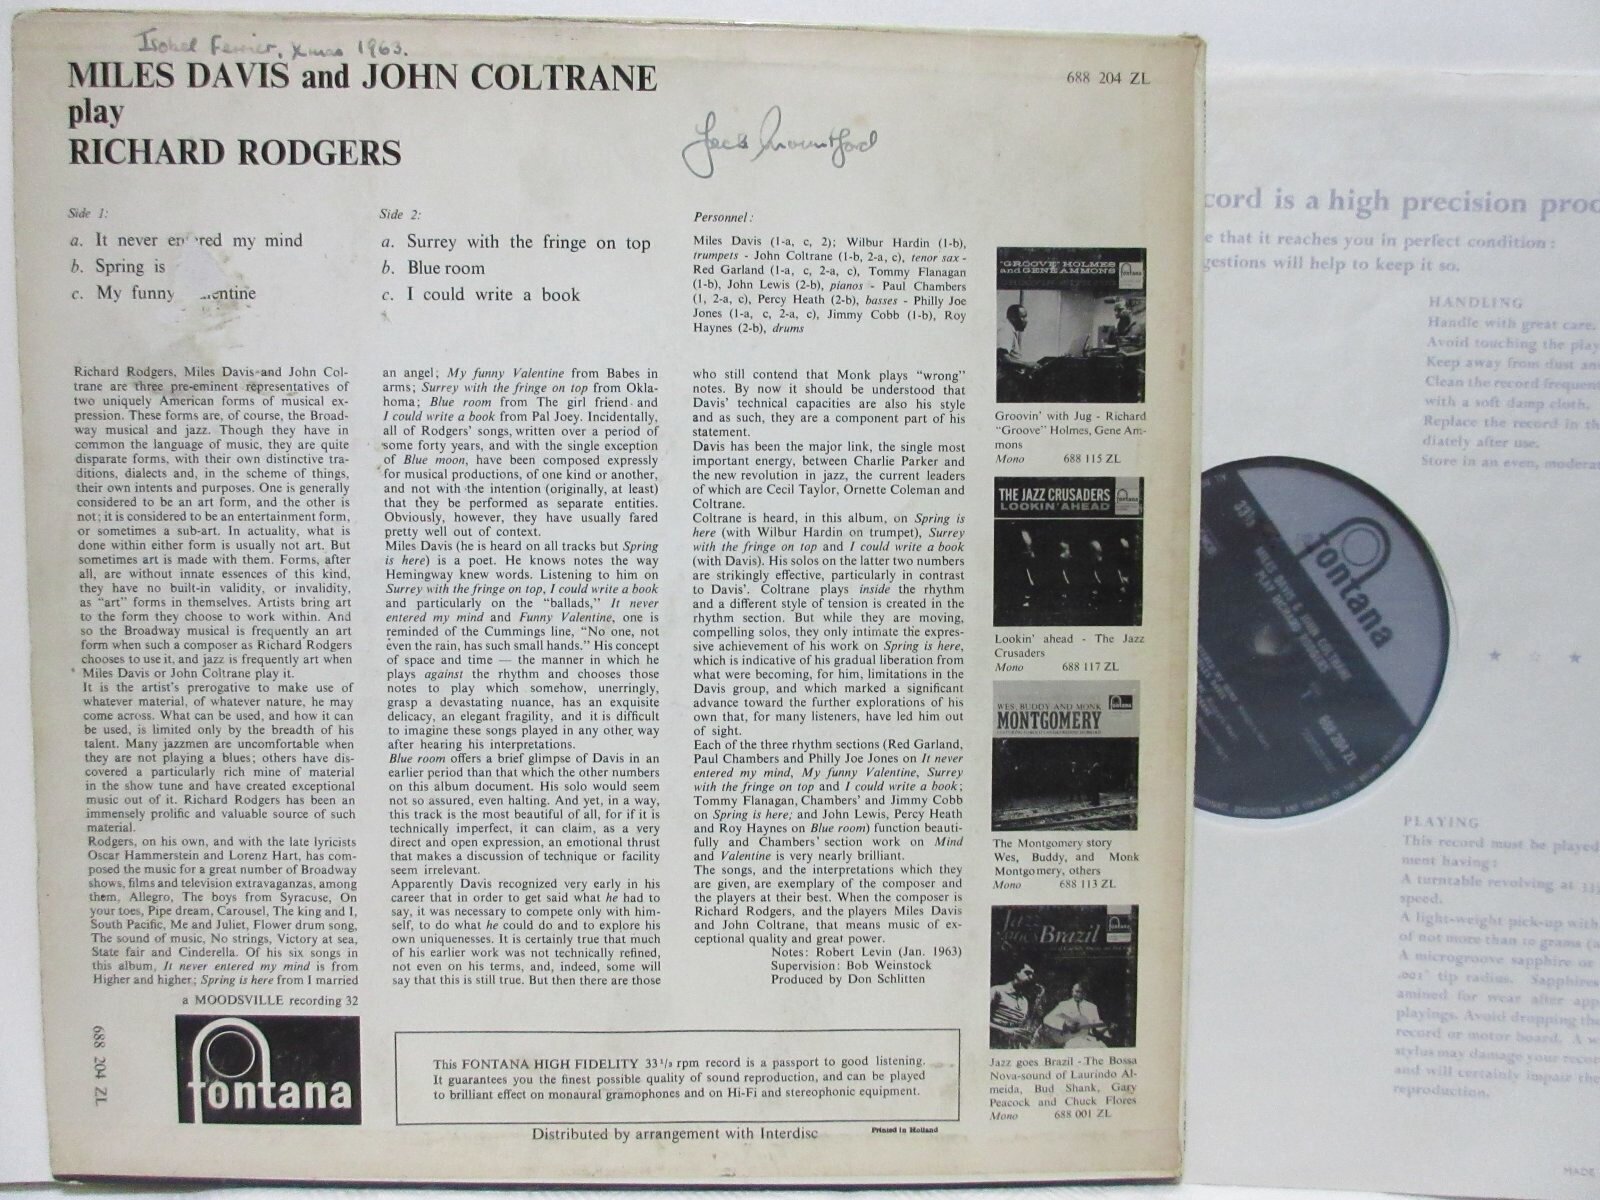 Isobel Ferrier, Xmas 1963.
MILES DAVIS and JOHN COLTRANE
play
RICHARD RODGERS
688 204 ZL
Side 1:
a. It never my mind
b. Spring is
c. My funny
Side 2:
a. Surrey with the fringe on top
b. Blue room
c. I could write a book
Personnel:
Miles Davis (1-a, c, 2); Wilbur Hardin (1-b),
trumpets - John Coltrane (1-b, 2-a, c), tenor sax -
Red Garland (1-a, c, 2-a, c), Tommy Flanagan
(1-b), John Lewis (2-b), pianos - Paul Chambers
(1, 2-a, c), Percy Heath (2-b), basses - Philly Joe
Jones (1-a, c, 2-a, c), Jimmy Cobb (1-b), Roy
Haynes (2-b), drums
Richard Rodgers, Miles Davis and John Col-
trane are three pre-eminent representatives of
two uniquely American forms of musical ex-
pression. These forms are, of course, the Broad-
way musical and jazz. Though they have in
common the language of music, they are quite
disparate forms, with their own distinctive tra-
ditions, dialects and, in the scheme of things,
their own intents and purposes. One is generally
considered to be an art form, and the other is
not; it is considered to be an entertainment form,
or sometimes a sub-art. In actuality, what is
done within either form is usually not art. But
sometimes art is made with them. Forms, after
all, are without innate essences of this kind,
they have no built-in validity, or invalidity,
as "art" forms in themselves. Artists bring art
to the form they choose to work within. And
so the Broadway musical is frequently an art
form when such a composer as Richard Rodgers
chooses to use it, and jazz is frequently art when
Miles Davis or John Coltrane play it.
It is the artist's prerogative to make use of
whatever material, of whatever nature, he may
come across. What can be used, and how it can
be used, is limited only by the breadth of his
talent. Many jazzmen are uncomfortable when
they are not playing a blues; others have dis-
covered a particularly rich mine of material
in the show tune and have created exceptional
music out of it. Richard Rodgers has been an
immensely prolific and valuable source of such
material.
Rodgers, on his own, and with the late lyricists
Oscar Hammerstein and Lorenz Hart, has com-
posed the music for a great number of Broadway
shows, films and television extravaganzas, among
them, Allegro, The boys from Syracuse, On
your toes, Pipe dream, Carousel, The king and I,
South Pacific, Me and Juliet, Flower drum song,
The sound of music, No strings, Victory at sea,
State fair and Cinderella. Of his six songs in
this album, It never entered my mind is from
Higher and higher; Spring is here from I married
an angel; My funny Valentine from Babes in
arms; Surrey with the fringe on top from Okla-
homa; Blue room from The girl friend and
I could write a book from Pal Joey. Incidentally,
all of Rodgers' songs, written over a period of
some forty years, and with the single exception
of Blue moon, have been composed expressly
for musical productions, of one kind or another,
and not with the intention (originally, at least)
that they be performed as separate entities.
Obviously, however, they have usually fared
pretty well out of context.
Miles Davis (he is heard on all tracks but Spring
is here) is a poet. He knows notes the way
Hemingway knew words. Listening to him on
Surrey with the fringe on top, I could write a book
and particularly on the "ballads," It never
entered my mind and Funny Valentine, one is
reminded of the Cummings line, "No one, not
even the rain, has such small hands." His concept
of space and time — the manner in which he
plays against the rhythm and chooses those
notes to play which somehow, unerringly,
grasp a devastating nuance, has an exquisite
delicacy, an elegant fragility, and it is difficult
to imagine these songs played in any other way
after hearing his interpretations.
Blue room offers a brief glimpse of Davis in an
earlier period than that which the other numbers
on this album document. His solo would seem
not so assured, even halting. And yet, in a way,
this track is the most beautiful of all, for if it is
technically imperfect, it can claim, as a very
direct and open expression, an emotional thrust
that makes a discussion of technique or facility
seem irrelevant.
Apparently Davis recognized very early in his
career that in order to get said what he had to
say, it was necessary to compete only with him-
self, to do what he could do and to explore his
own uniquenesses. It is certainly true that much
of his earlier work was not technically refined,
not even on his terms, and, indeed, some will
say that this is still true. But then there are those
who still contend that Monk plays "wrong"
notes. By now it should be understood that
Davis' technical capacities are also his style
and as such, they are a component part of his
statement.
Davis has been the major link, the single most
important energy, between Charlie Parker and
the new revolution in jazz, the current leaders
of which are Cecil Taylor, Ornette Coleman and
Coltrane.
Coltrane is heard, in this album, on Spring is
here (with Wilbur Hardin on trumpet), Surrey
with the fringe on top and I could write a book
(with Davis). His solos on the latter two numbers
are strikingly effective, particularly in contrast
to Davis'. Coltrane plays inside the rhythm
and a different style of tension is created in the
rhythm section. But while they are moving,
compelling solos, they only intimate the expres-
sive achievement of his work on Spring is here,
which is indicative of his gradual liberation from
what were becoming, for him, limitations in the
Davis group, and which marked a significant
advance toward the further explorations of his
own that, for many listeners, have led him out
of sight.
Each of the three rhythm sections (Red Garland,
Paul Chambers and Philly Joe Jones on It never
entered my mind, My funny Valentine, Surrey
with the fringe on top and I could write a book;
Tommy Flanagan, Chambers' and Jimmy Cobb
on Spring is here; and John Lewis, Percy Heath
and Roy Haynes on Blue room) function beauti-
fully and Chambers' section work on Mind
and Valentine is very nearly brilliant.
The songs, and the interpretations which they
are given, are exemplary of the composer and
the players at their best. When the composer is
Richard Rodgers, and the players Miles Davis
and John Coltrane, that means music of ex-
ceptional quality and great power.
Notes: Robert Levin (Jan. 1963)
Supervision: Bob Weinstock
Produced by Don Schlitten
"GROOVE" HOLMES
and GENE AMMONS
fontana
Groovin' with Jug - Richard
"Groove" Holmes, Gene Am-
mons
Mono 688 115 ZL
THE JAZZ CRUSADERS
LOOKIN' AHEAD
Lookin' ahead - The Jazz
Crusaders
Mono 688 117 ZL
WES, BUDDY AND MONK
MONTGOMERY
The Montgomery story
Wes, Buddy, and Monk
Montgomery, others
Mono 688 113 ZL
Jazz goes Brazil
Jazz goes Brazil - The Bossa
Nova-sound of Laurindo Al-
meida, Bud Shank, Gary
Peacock and Chuck Flores
Mono 688 001 ZL
a MOODSVILLE recording 32
688 204 ZL
fontana
This FONTANA HIGH FIDELITY 33 1/3 rpm record is a passport to good listening.
It guarantees you the finest possible quality of sound reproduction, and can be played
to brilliant effect on monaural gramophones and on Hi-Fi and stereophonic equipment.
Distributed by arrangement with Interdisc
Printed in Holland
cord is a high precision prod
e that it reaches you in perfect condition:
gestions will help to keep it so.
HANDLING
Handle with great care.
Avoid touching the play
Keep away from dust and
Clean the record frequent
with a soft damp cloth.
Replace the record in th
diately after use.
Store in an even, moderat
fontana
33⅓
MILES DAVIS & JOHN COLTRANE
PLAY RICHARD RODGERS
1
688 204 ZL
PLAYING
This record must be played
ment having:
A turntable revolving at 33⅓
speed.
A light-weight pick-up with
of not more than 10 grams (a
A microgroove sapphire or
.001" tip radius. Sapphires
amined for wear after app
playings. Avoid dropping the
record or motor board. A w
stylus may damage your recor
and will certainly impair the
reproduction.
MADE